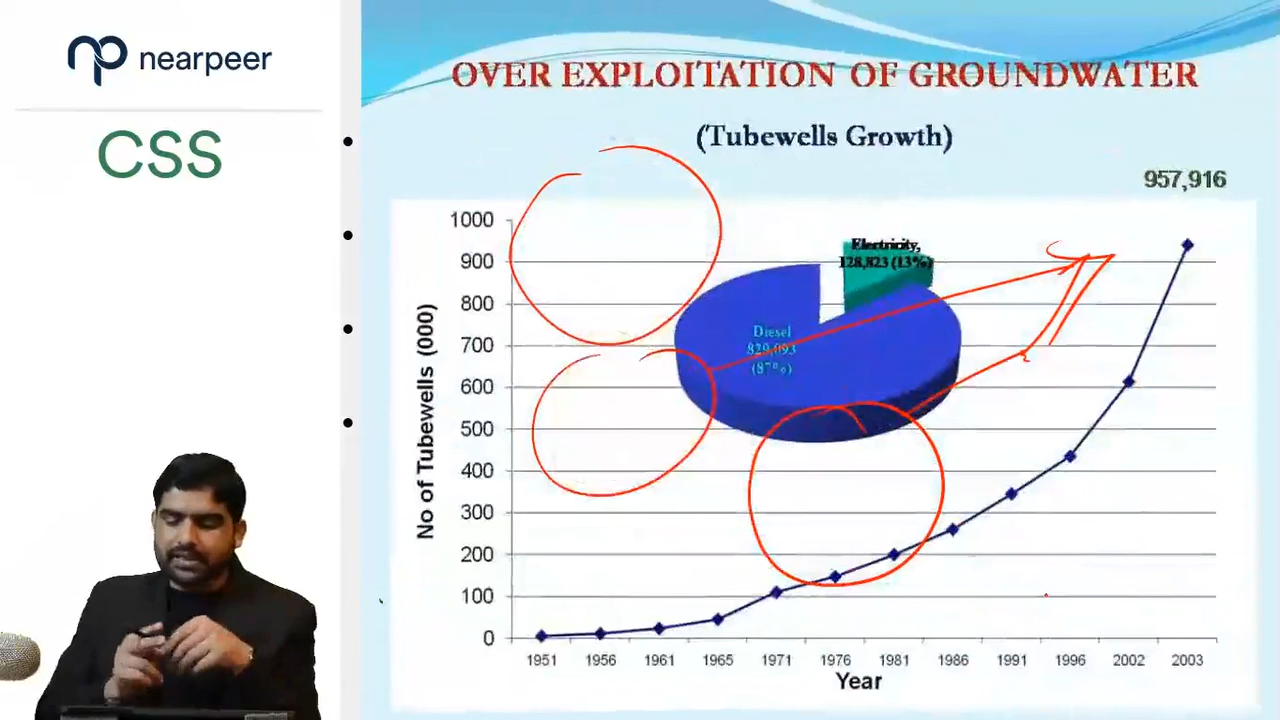 nearpeer
CSS
OVER EXPLOITATION OF GROUNDWATER
(Tubewells Growth)
957,916
1000
900
800
700
600
500
400
300
200
100
0
No of Tubewells (000)
Electricity,
128,823 (13%)
Diesel
829,093
(87%)
1951 1956 1961 1965 1971 1976 1981 1986 1991 1996 2002 2003
Year